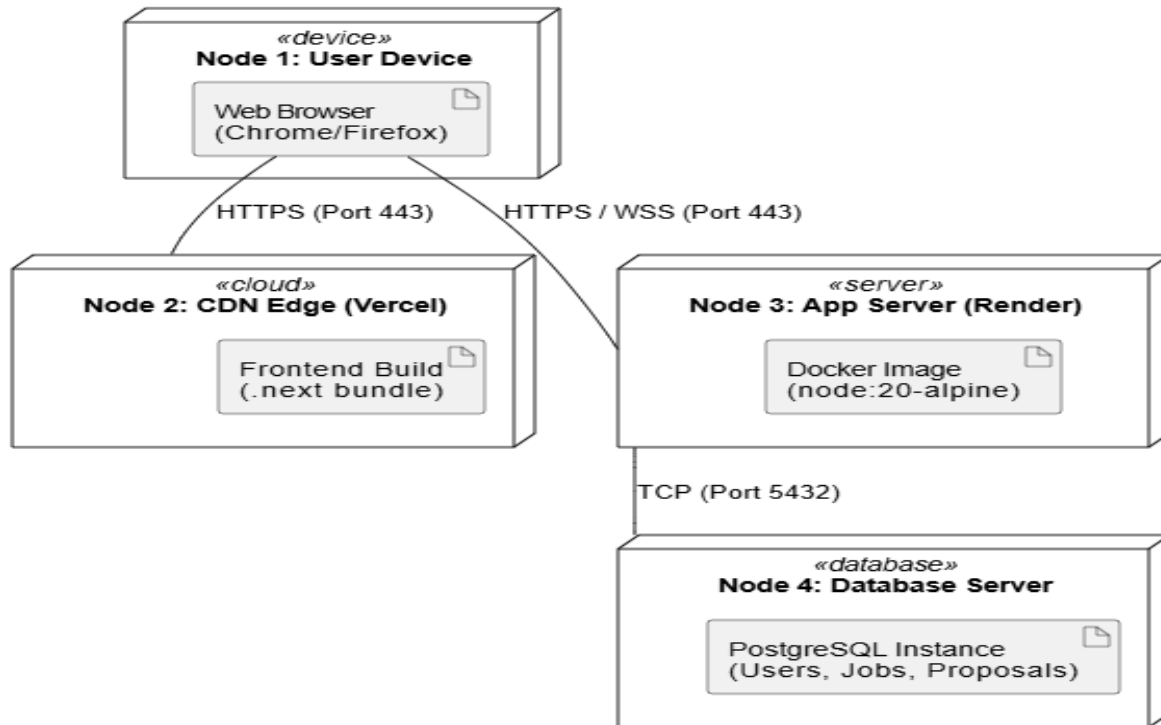 «device»
Node 1: User Device
Web Browser
(Chrome/Firefox)
HTTPS (Port 443)
HTTPS / WSS (Port 443)
«cloud»
Node 2: CDN Edge (Vercel)
Frontend Build
(.next bundle)
«server»
Node 3: App Server (Render)
Docker Image
(node:20-alpine)
TCP (Port 5432)
«database»
Node 4: Database Server
PostgreSQL Instance
(Users, Jobs, Proposals)